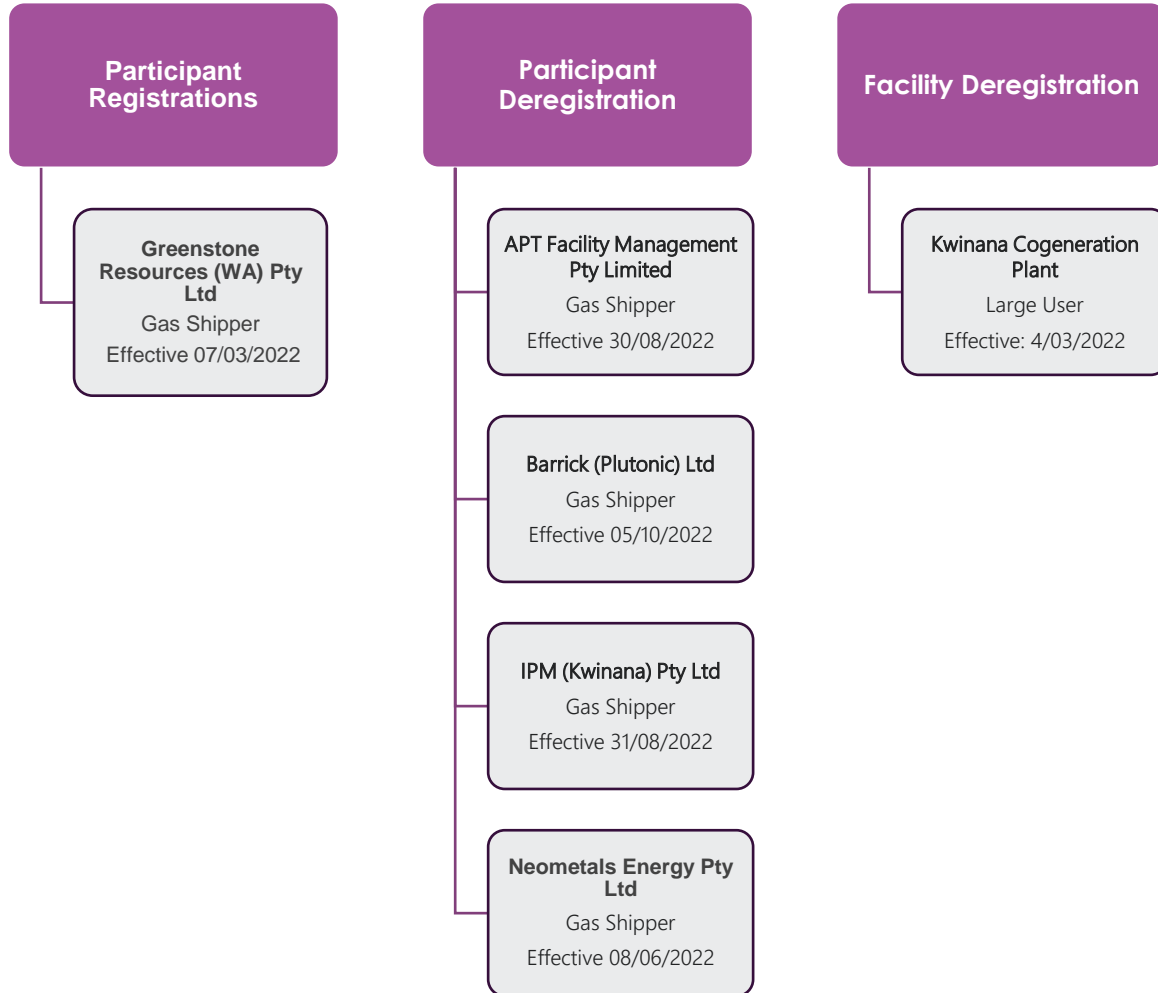 Participant
Registrations
Greenstone
Resources (WA) Pty
Ltd
Gas Shipper
Effective 07/03/2022
Participant
Deregistration
APT Facility Management
Pty Limited
Gas Shipper
Effective 30/08/2022
Barrick (Plutonic) Ltd
Gas Shipper
Effective 05/10/2022
IPM (Kwinana) Pty Ltd
Gas Shipper
Effective 31/08/2022
Neometals Energy Pty
Ltd
Gas Shipper
Effective 08/06/2022
Facility Deregistration
Kwinana Cogeneration
Plant
Large User
Effective: 4/03/2022